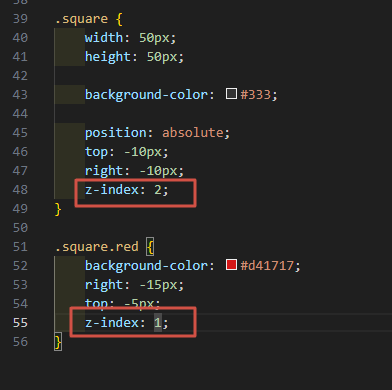 39 .square {
40 width: 50px;
41 height: 50px;
42
43 background-color: #333;
44
45 position: absolute;
46 top: -10px;
47 right: -10px;
48 z-index: 2;
49 }
50
51 .square.red {
52 background-color: #d41717;
53 right: -15px;
54 top: -5px;
55 z-index: 1;
56 }